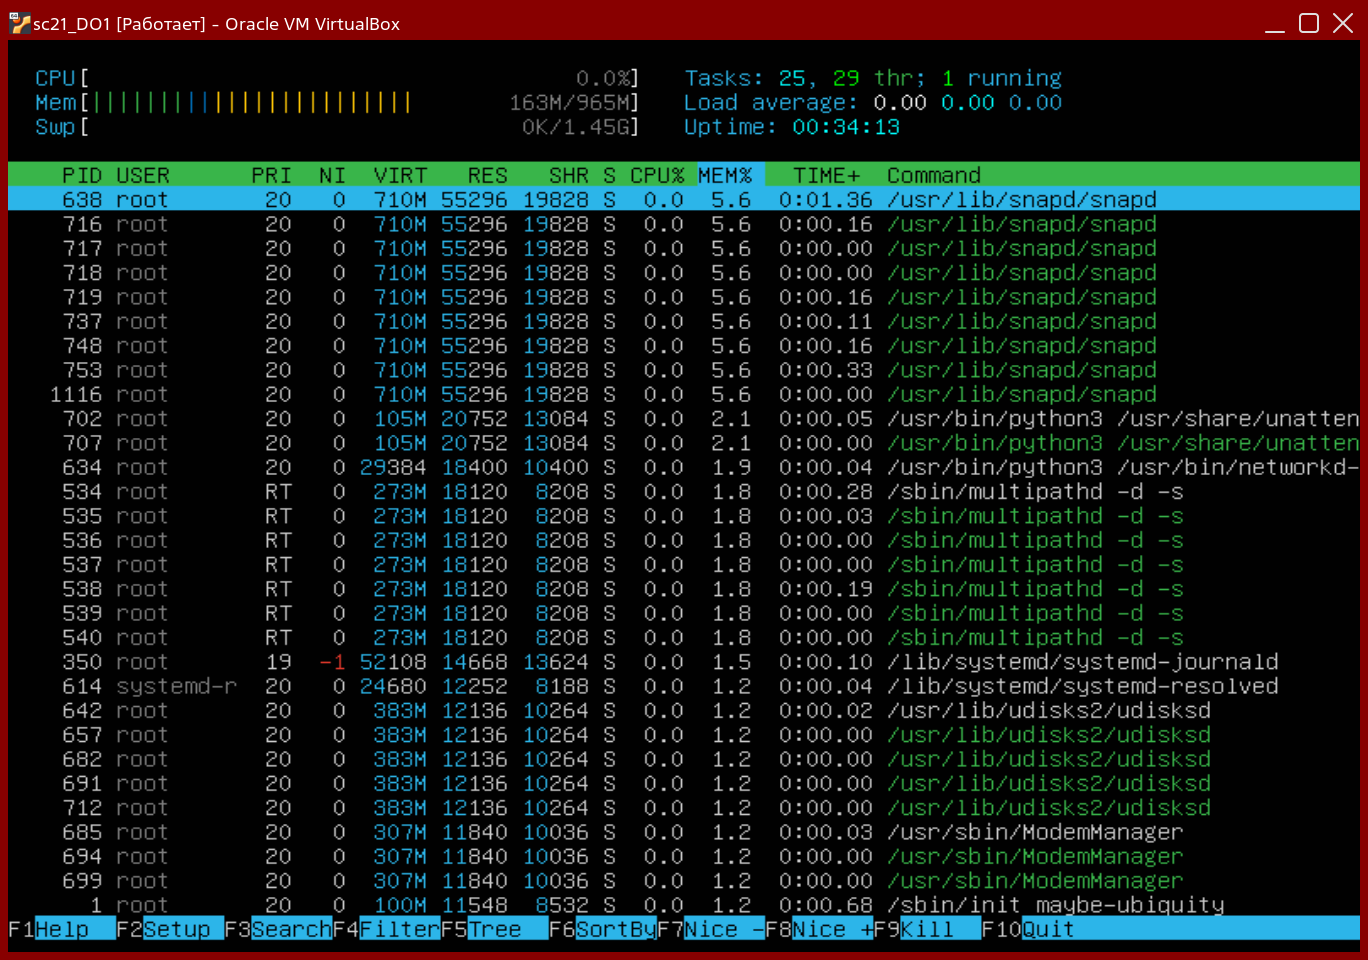 sc21_DO1 [Работает] - Oracle VM VirtualBox
CPU[ 0.0%] Tasks: 25, 29 thr; 1 running
Mem[||||||||||||||||||||||||163M/965M] Load average: 0.00 0.00 0.00
Swp[ 0K/1.45G] Uptime: 00:34:13
PID USER PRI NI VIRT RES SHR S CPU% MEM% TIME+ Command
638 root 20 0 710M 55296 19828 S 0.0 5.6 0:01.36 /usr/lib/snapd/snapd
716 root 20 0 710M 55296 19828 S 0.0 5.6 0:00.16 /usr/lib/snapd/snapd
717 root 20 0 710M 55296 19828 S 0.0 5.6 0:00.00 /usr/lib/snapd/snapd
718 root 20 0 710M 55296 19828 S 0.0 5.6 0:00.00 /usr/lib/snapd/snapd
719 root 20 0 710M 55296 19828 S 0.0 5.6 0:00.16 /usr/lib/snapd/snapd
737 root 20 0 710M 55296 19828 S 0.0 5.6 0:00.11 /usr/lib/snapd/snapd
748 root 20 0 710M 55296 19828 S 0.0 5.6 0:00.16 /usr/lib/snapd/snapd
753 root 20 0 710M 55296 19828 S 0.0 5.6 0:00.33 /usr/lib/snapd/snapd
1116 root 20 0 710M 55296 19828 S 0.0 5.6 0:00.00 /usr/lib/snapd/snapd
702 root 20 0 105M 20752 13084 S 0.0 2.1 0:00.05 /usr/bin/python3 /usr/share/unatten
707 root 20 0 105M 20752 13084 S 0.0 2.1 0:00.00 /usr/bin/python3 /usr/share/unatten
634 root 20 0 29384 18400 10400 S 0.0 1.9 0:00.04 /usr/bin/python3 /usr/bin/networkd-
534 root RT 0 273M 18120 8208 S 0.0 1.8 0:00.28 /sbin/multipathd -d -s
535 root RT 0 273M 18120 8208 S 0.0 1.8 0:00.03 /sbin/multipathd -d -s
536 root RT 0 273M 18120 8208 S 0.0 1.8 0:00.00 /sbin/multipathd -d -s
537 root RT 0 273M 18120 8208 S 0.0 1.8 0:00.00 /sbin/multipathd -d -s
538 root RT 0 273M 18120 8208 S 0.0 1.8 0:00.19 /sbin/multipathd -d -s
539 root RT 0 273M 18120 8208 S 0.0 1.8 0:00.00 /sbin/multipathd -d -s
540 root RT 0 273M 18120 8208 S 0.0 1.8 0:00.00 /sbin/multipathd -d -s
350 root 19 -1 52108 14668 13624 S 0.0 1.5 0:00.10 /lib/systemd/systemd-journald
614 systemd-r 20 0 24680 12252 8188 S 0.0 1.2 0:00.04 /lib/systemd/systemd-resolved
642 root 20 0 383M 12136 10264 S 0.0 1.2 0:00.02 /usr/lib/udisks2/udisksd
657 root 20 0 383M 12136 10264 S 0.0 1.2 0:00.00 /usr/lib/udisks2/udisksd
682 root 20 0 383M 12136 10264 S 0.0 1.2 0:00.00 /usr/lib/udisks2/udisksd
691 root 20 0 383M 12136 10264 S 0.0 1.2 0:00.00 /usr/lib/udisks2/udisksd
712 root 20 0 383M 12136 10264 S 0.0 1.2 0:00.00 /usr/lib/udisks2/udisksd
685 root 20 0 307M 11840 10036 S 0.0 1.2 0:00.03 /usr/sbin/ModemManager
694 root 20 0 307M 11840 10036 S 0.0 1.2 0:00.00 /usr/sbin/ModemManager
699 root 20 0 307M 11840 10036 S 0.0 1.2 0:00.00 /usr/sbin/ModemManager
1 root 20 0 100M 11548 8532 S 0.0 1.2 0:00.68 /sbin/init maybe-ubiquity
F1Help F2Setup F3SearchF4FilterF5Tree F6SortByF7Nice -F8Nice +F9Kill F10Quit